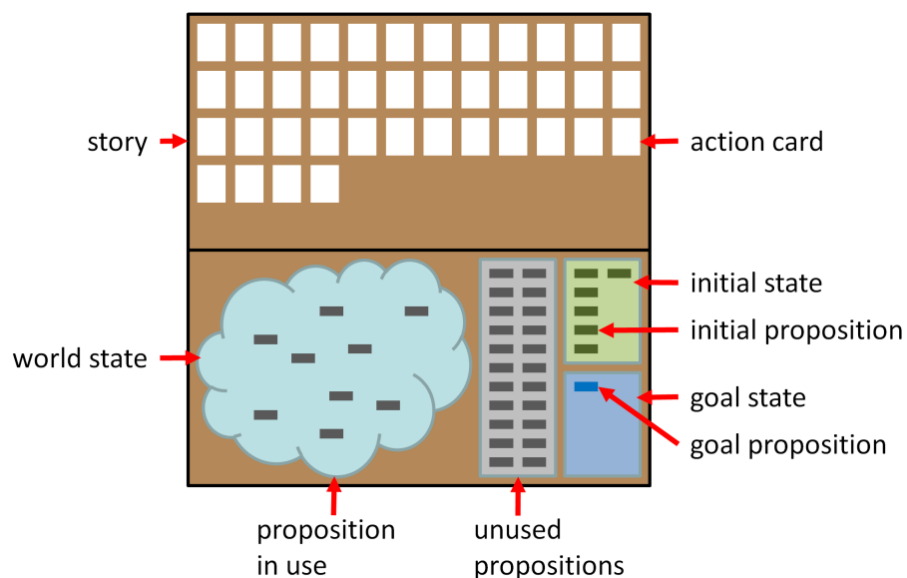 story
action card
initial state
initial proposition
world state
goal state
goal proposition
proposition
in use
unused
propositions